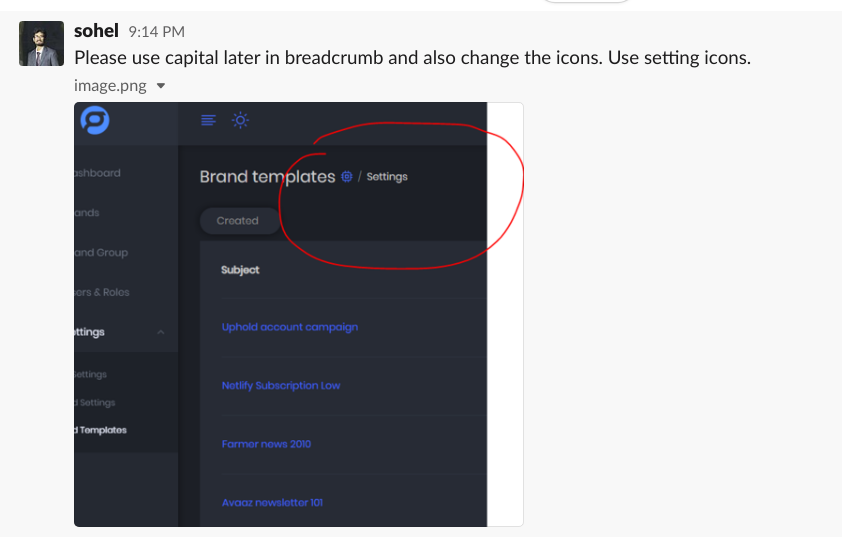 sohel 9:14 PM
Please use capital later in breadcrumb and also change the icons. Use setting icons.
image.png
ashboard
Brand templates / Settings
ands
Created
and Group
Subject
ers & Roles
ettings
Uphold account campaign
Settings
Netlify Subscription Low
d Settings
d Templates
Farmer news 2010
Avaaz newsletter 101